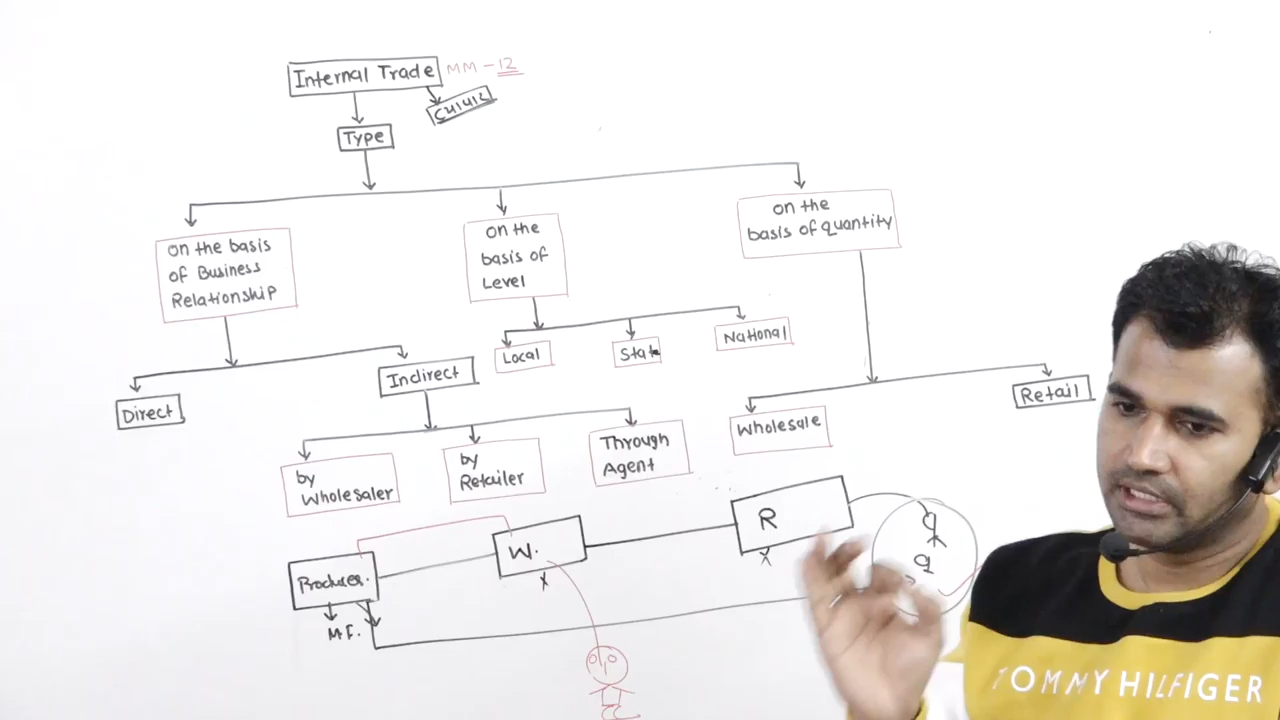 Internal Trade MM - 12
Type
on the basis
of Business
Relationship
on the
basis of
Level
on the
basis of quantity
Direct
Indirect
Local
State
National
Wholesale
Retail
by
Wholesaler
by
Retailer
Through
Agent
Producer.
M.F.
W.
x
R
x
TOMMY HILFIGER